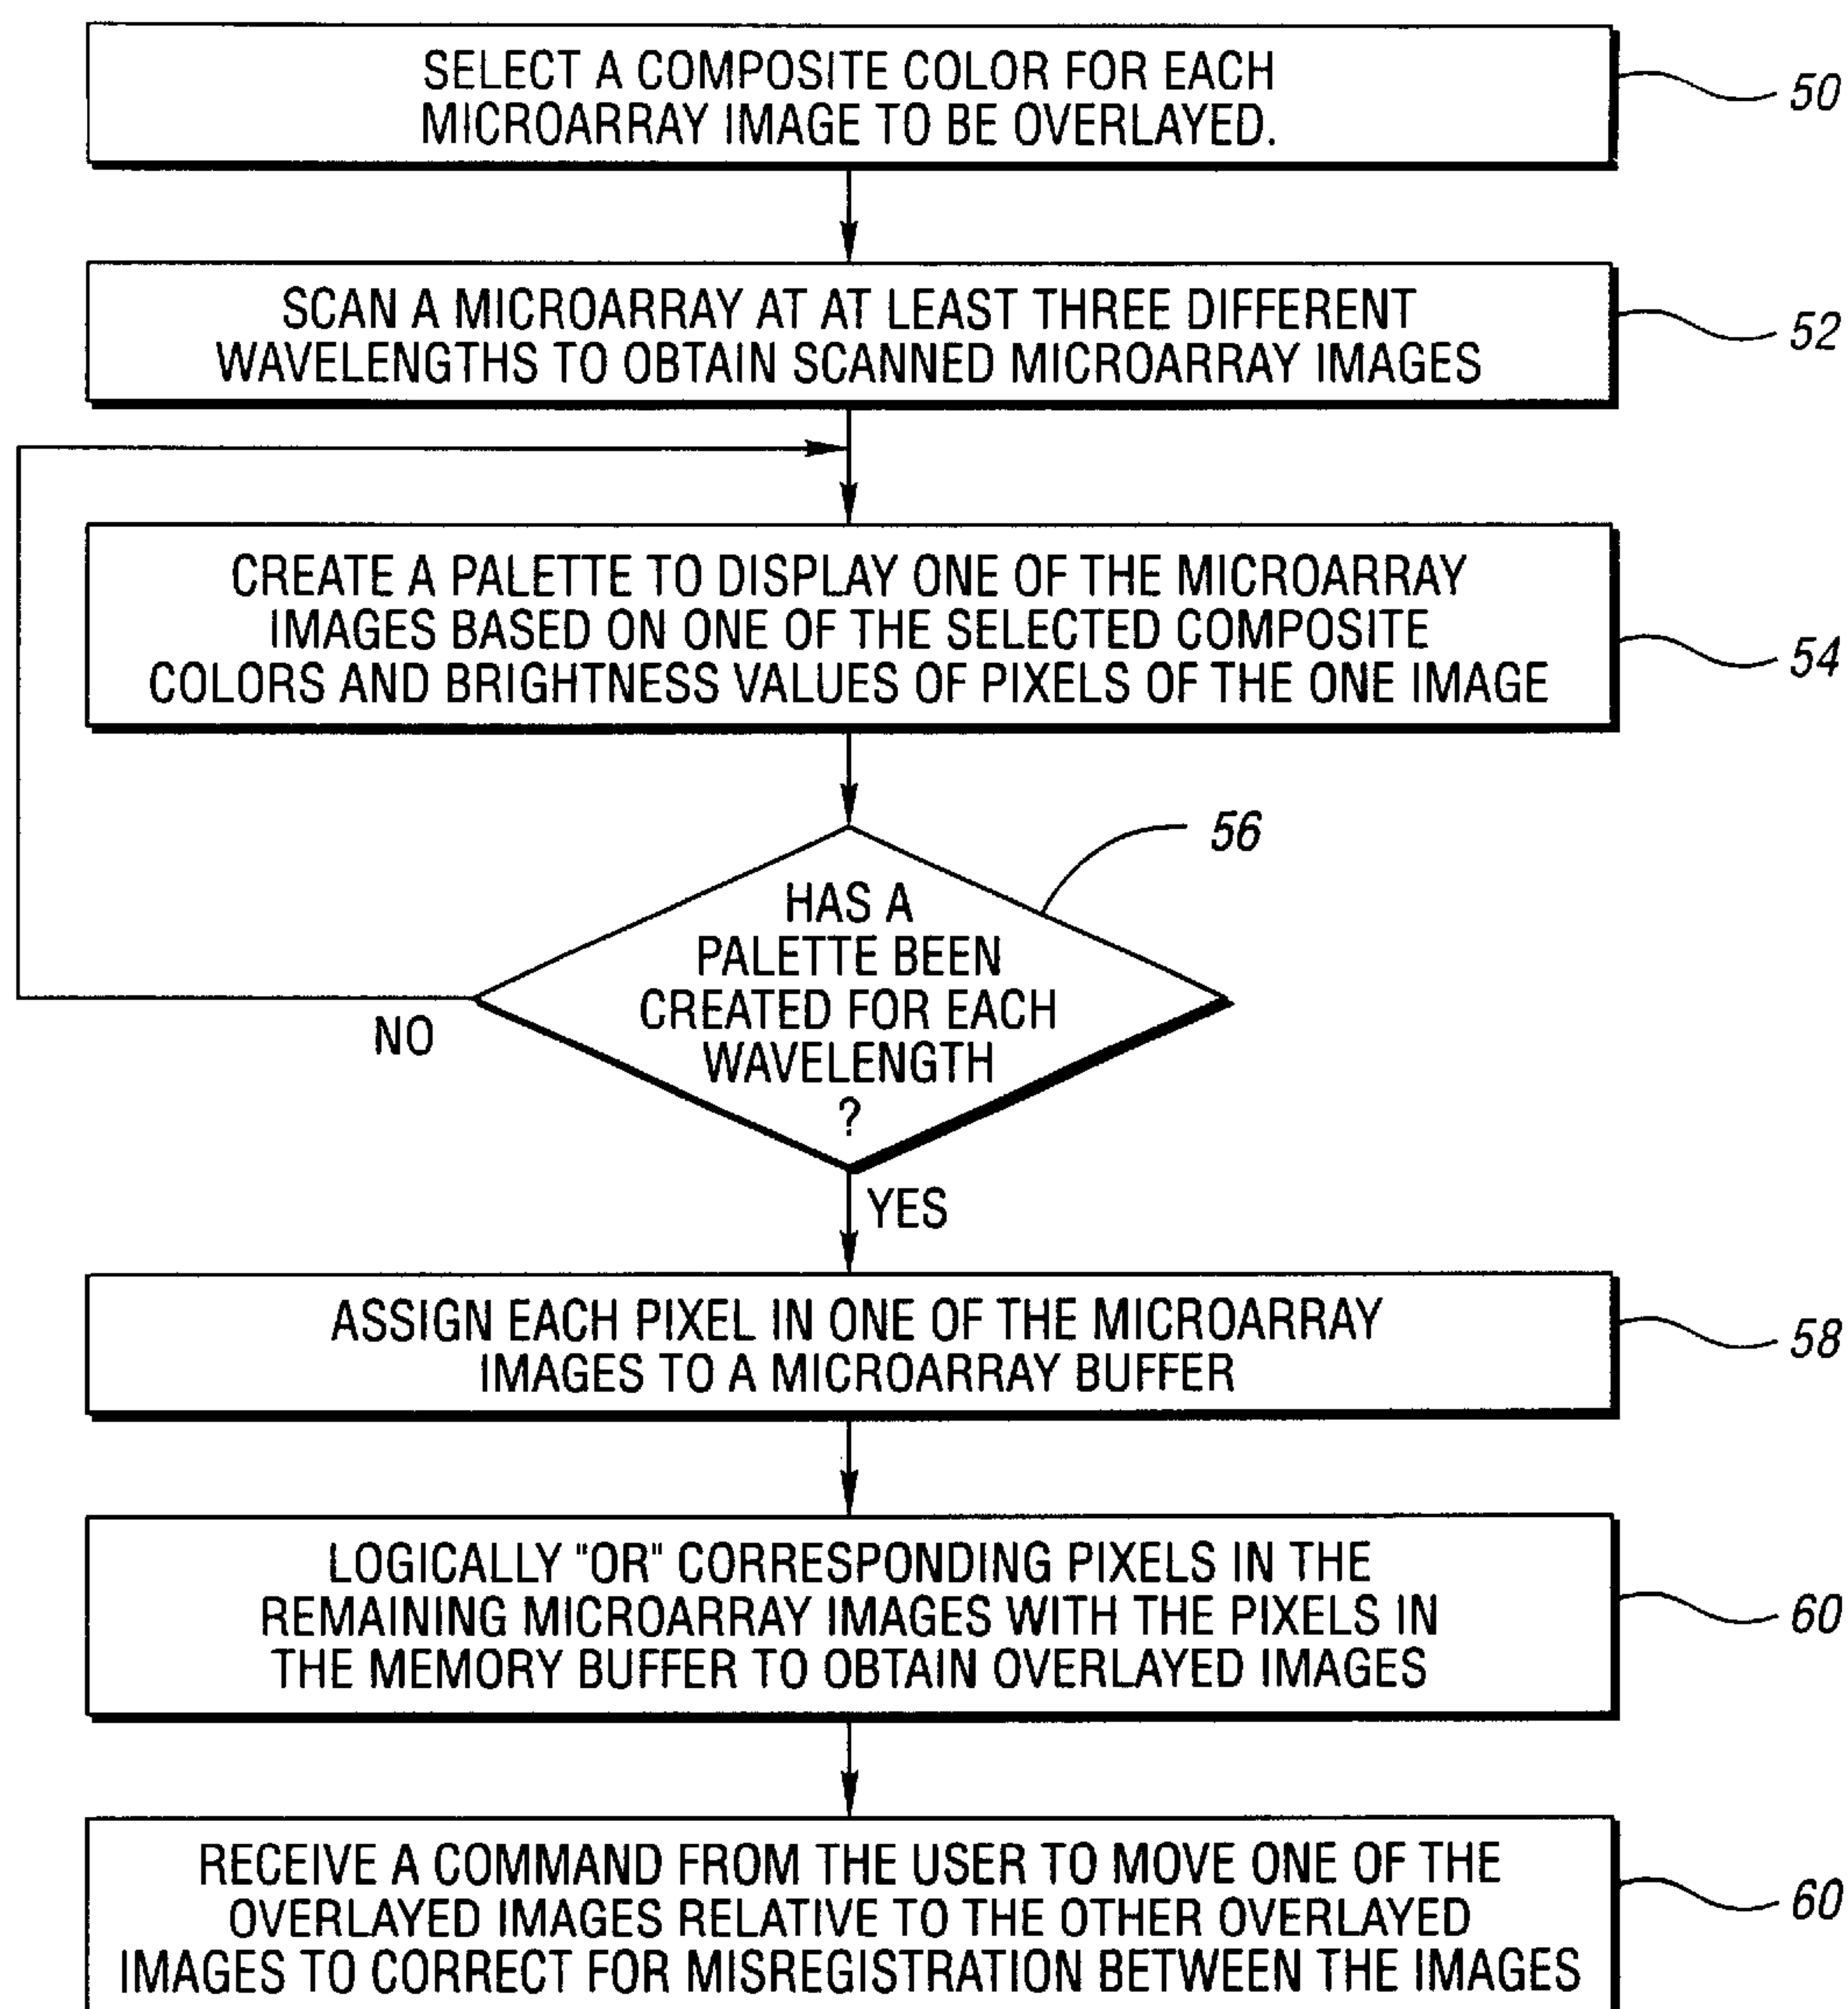 SELECT A COMPOSITE COLOR FOR EACH
MICROARRAY IMAGE TO BE OVERLAYED.
50
SCAN A MICROARRAY AT AT LEAST THREE DIFFERENT
WAVELENGTHS TO OBTAIN SCANNED MICROARRAY IMAGES
52
CREATE A PALETTE TO DISPLAY ONE OF THE MICROARRAY
IMAGES BASED ON ONE OF THE SELECTED COMPOSITE
COLORS AND BRIGHTNESS VALUES OF PIXELS OF THE ONE IMAGE
54
56
HAS A
PALETTE BEEN
CREATED FOR EACH
WAVELENGTH
?
NO
YES
ASSIGN EACH PIXEL IN ONE OF THE MICROARRAY
IMAGES TO A MICROARRAY BUFFER
58
LOGICALLY "OR" CORRESPONDING PIXELS IN THE
REMAINING MICROARRAY IMAGES WITH THE PIXELS IN
THE MEMORY BUFFER TO OBTAIN OVERLAYED IMAGES
60
RECEIVE A COMMAND FROM THE USER TO MOVE ONE OF THE
OVERLAYED IMAGES RELATIVE TO THE OTHER OVERLAYED
IMAGES TO CORRECT FOR MISREGISTRATION BETWEEN THE IMAGES
60